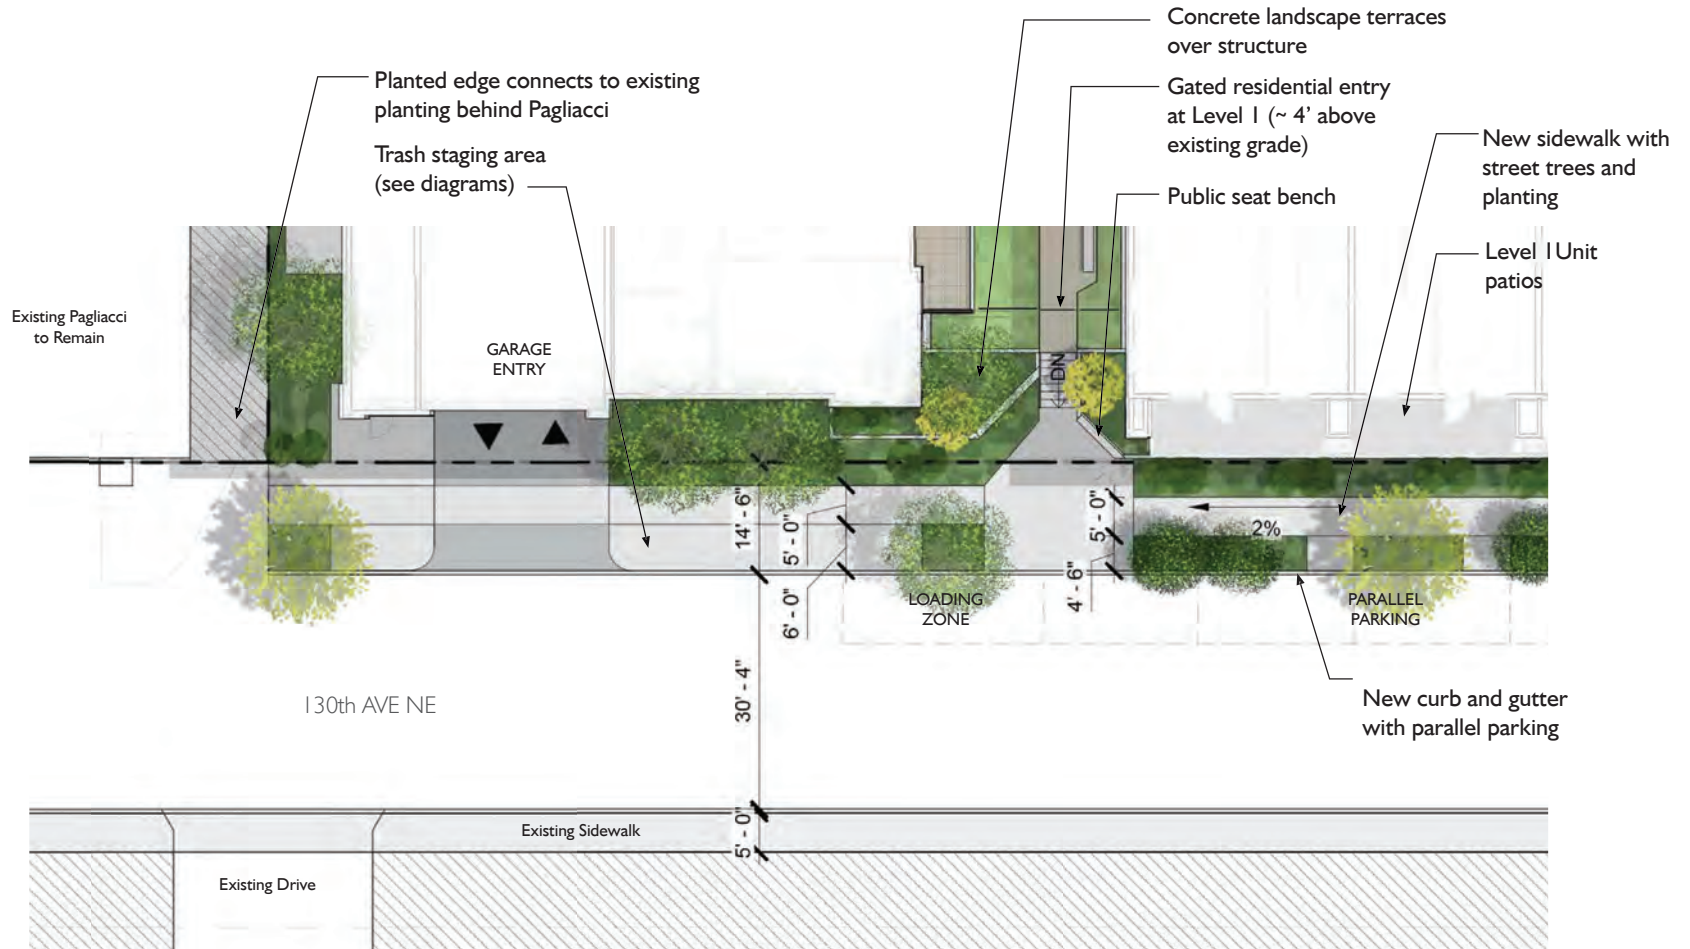 Concrete landscape terraces
over structure
Planted edge connects to existing
planting behind Pagliacci
Gated residential entry
at Level 1 (~ 4’ above
existing grade)
New sidewalk with
street trees and
planting
Trash staging area
(see diagrams)
Public seat bench
Level 1Unit
patios
Existing Pagliacci
to Remain
GARAGE
ENTRY
DN
14' - 6"
5' - 0"
6' - 0"
5' - 0"
4' - 6"
2%
LOADING
ZONE
PARALLEL
PARKING
30' - 4"
130th AVE NE
New curb and gutter
with parallel parking
Existing Sidewalk
5' - 0"
Existing Drive